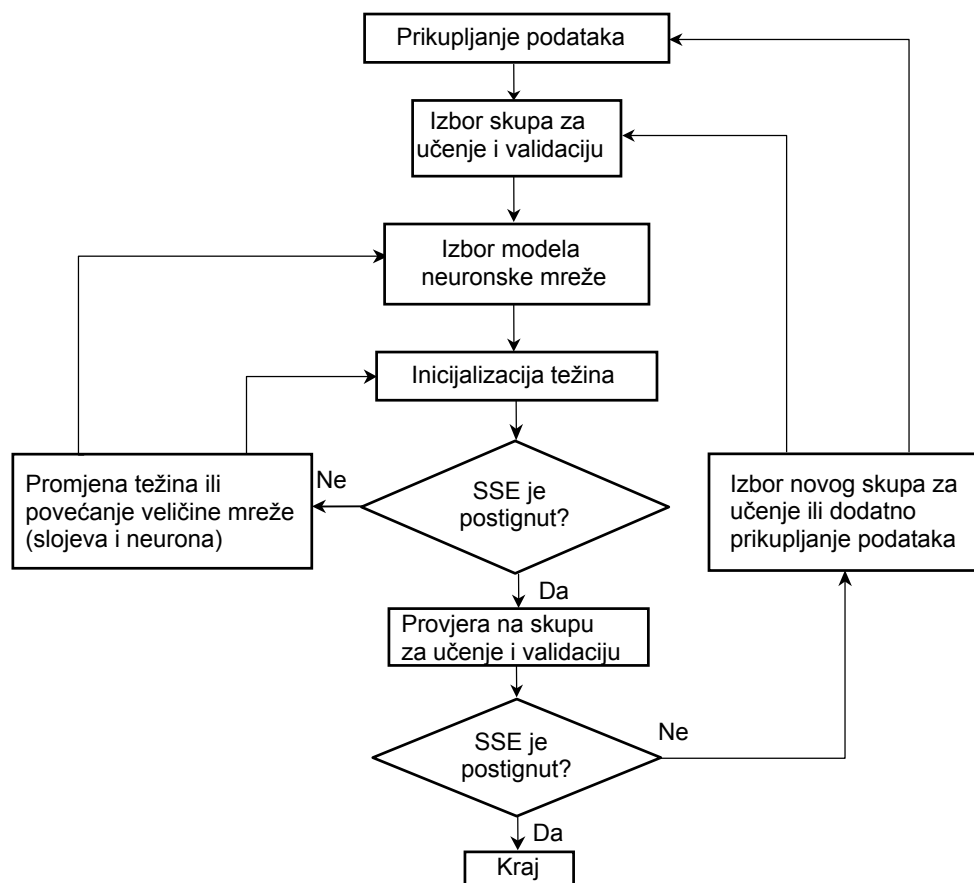 Prikupljanje podataka
Izbor skupa za
učenje i validaciju
Izbor modela
neuronske mreže
Inicijalizacija težina
Promjena težina ili
povećanje veličine mreže
(slojeva i neurona)
Ne
SSE je
postignut?
Izbor novog skupa za
učenje ili dodatno
prikupljanje podataka
Da
Provjera na skupu
za učenje i validaciju
SSE je
postignut?
Ne
Da
Kraj